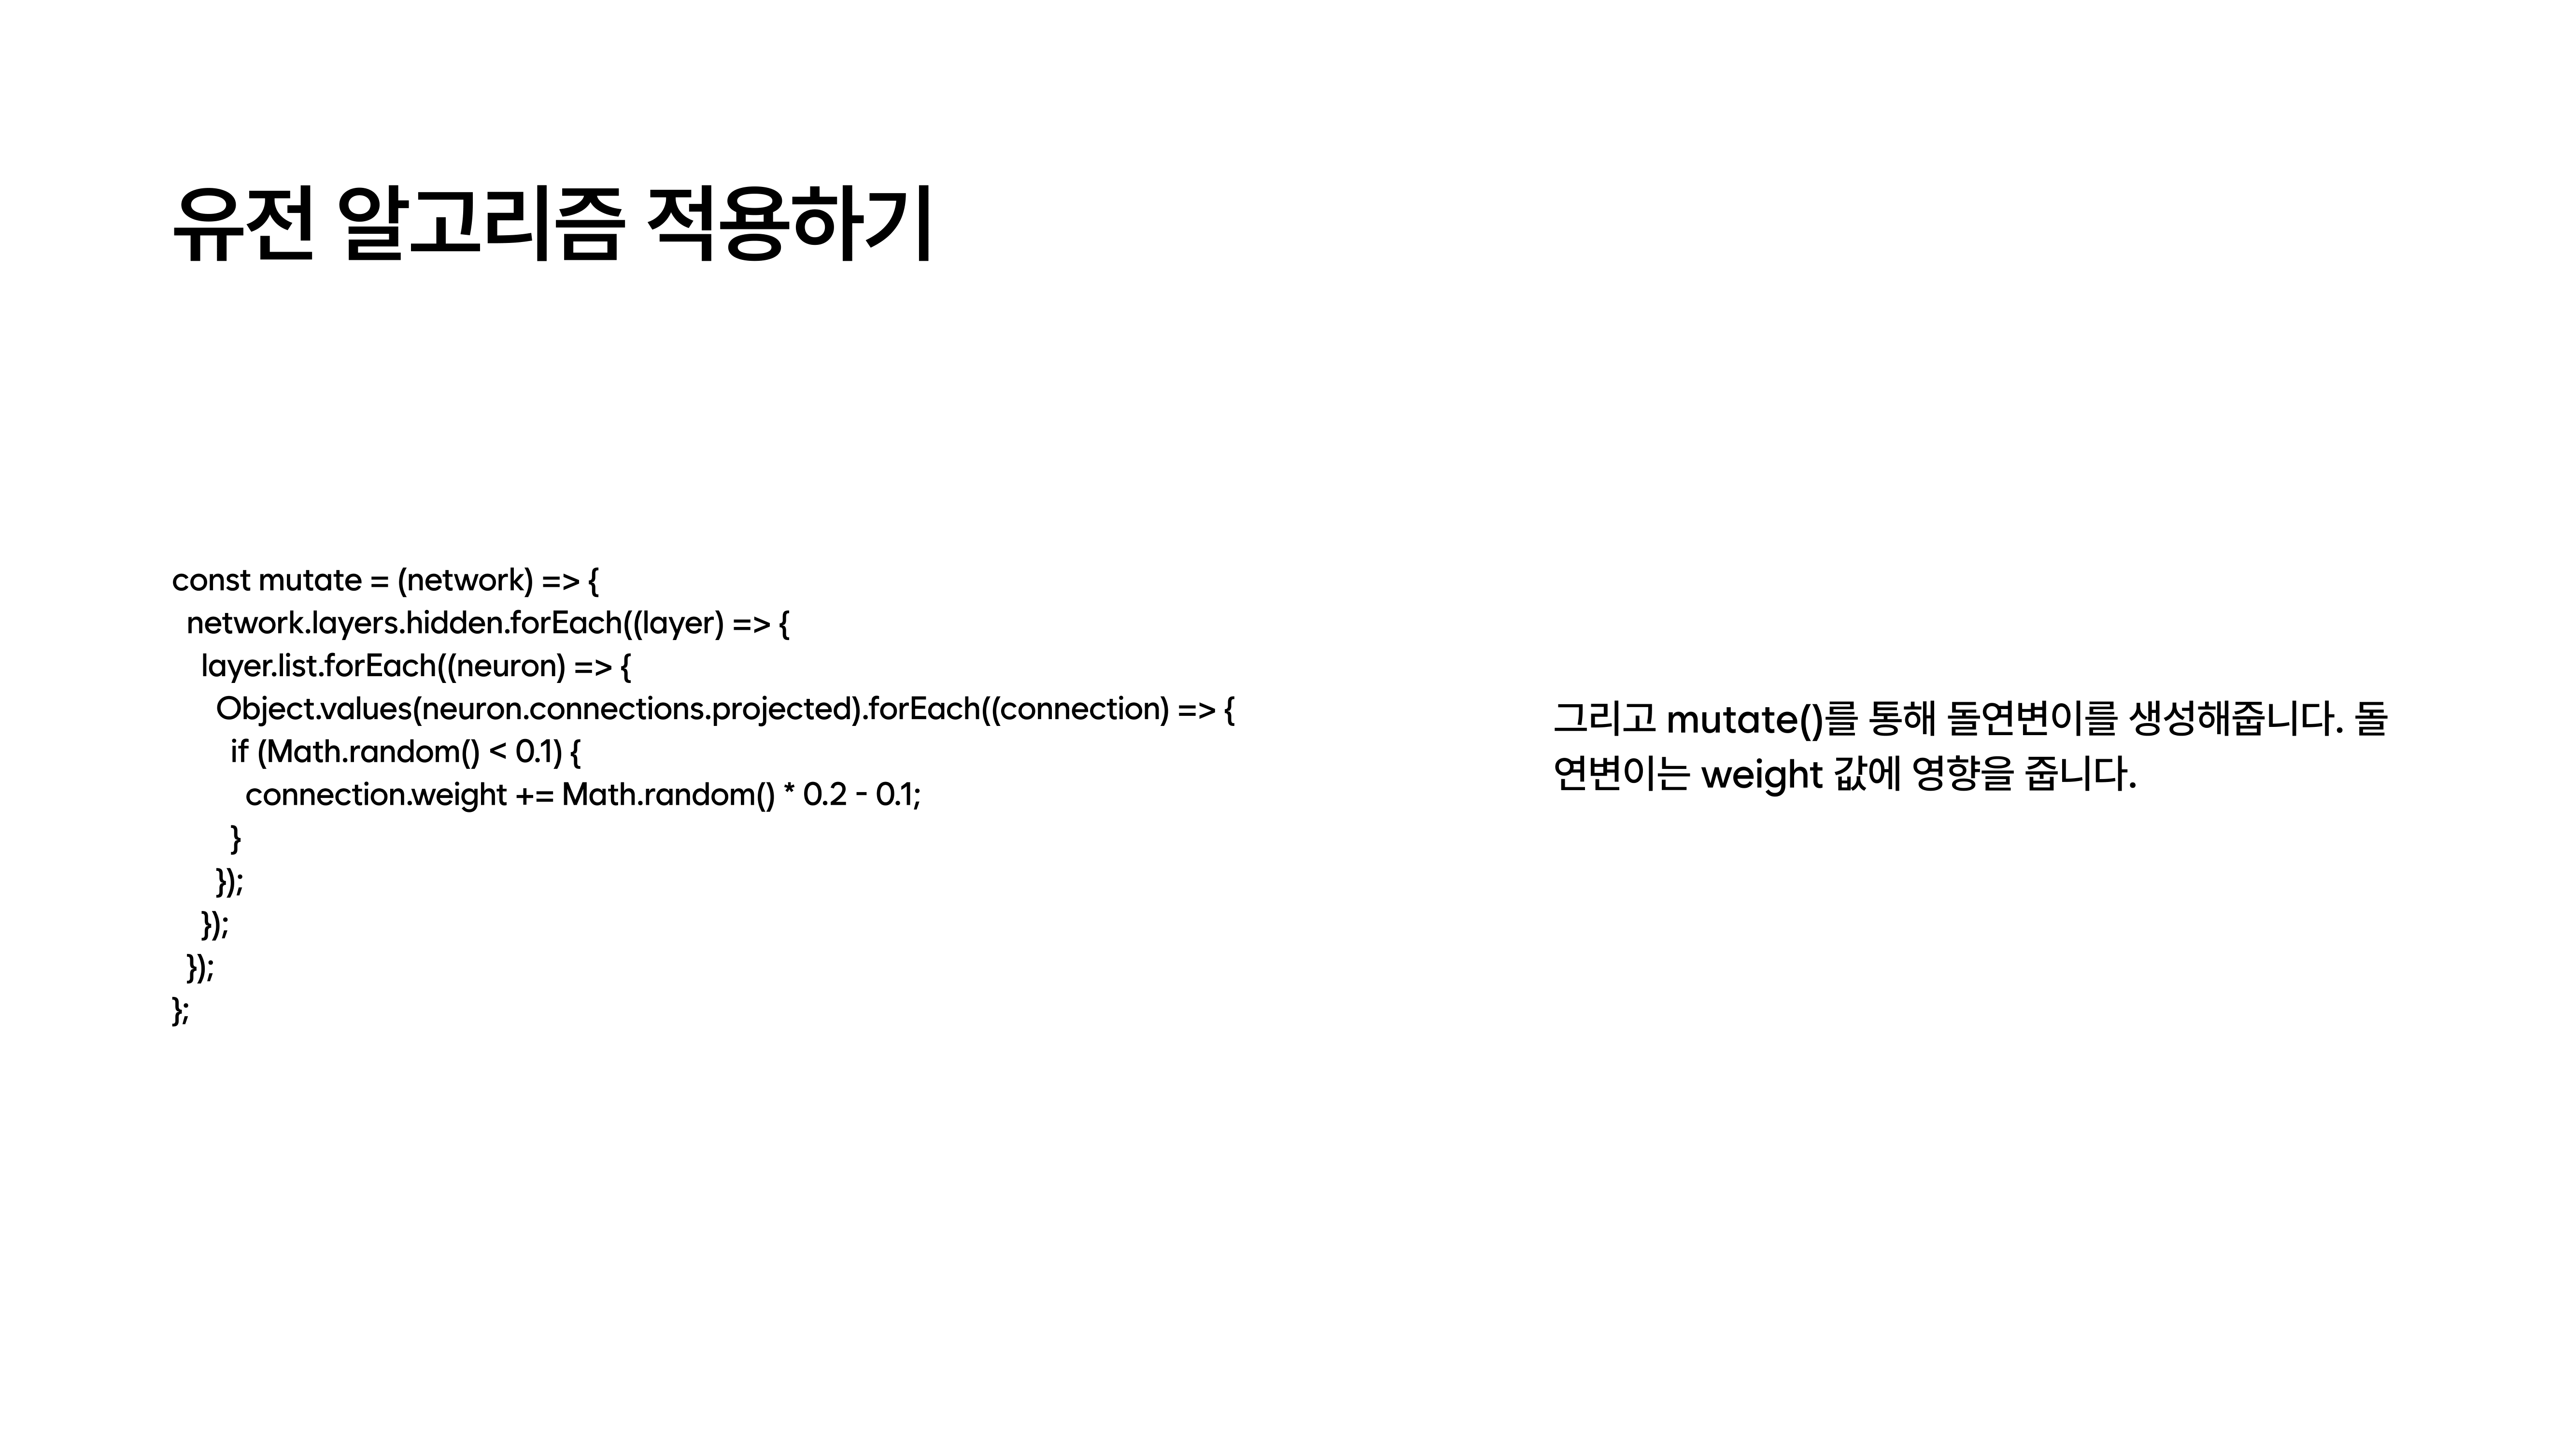 유전 알고리즘 적용하기
const mutate = (network) => {
network.layers.hidden.forEach((layer) => {
layer.list.forEach((neuron) => {
Object.values(neuron.connections.projected).forEach((connection) => {
if (Math.random() < 0.1) {
connection.weight += Math.random() * 0.2 - 0.1;
}
});
});
});
};
그리고 mutate()를 통해 돌연변이를 생성해줍니다. 돌
연변이는 weight 값에 영향을 줍니다.